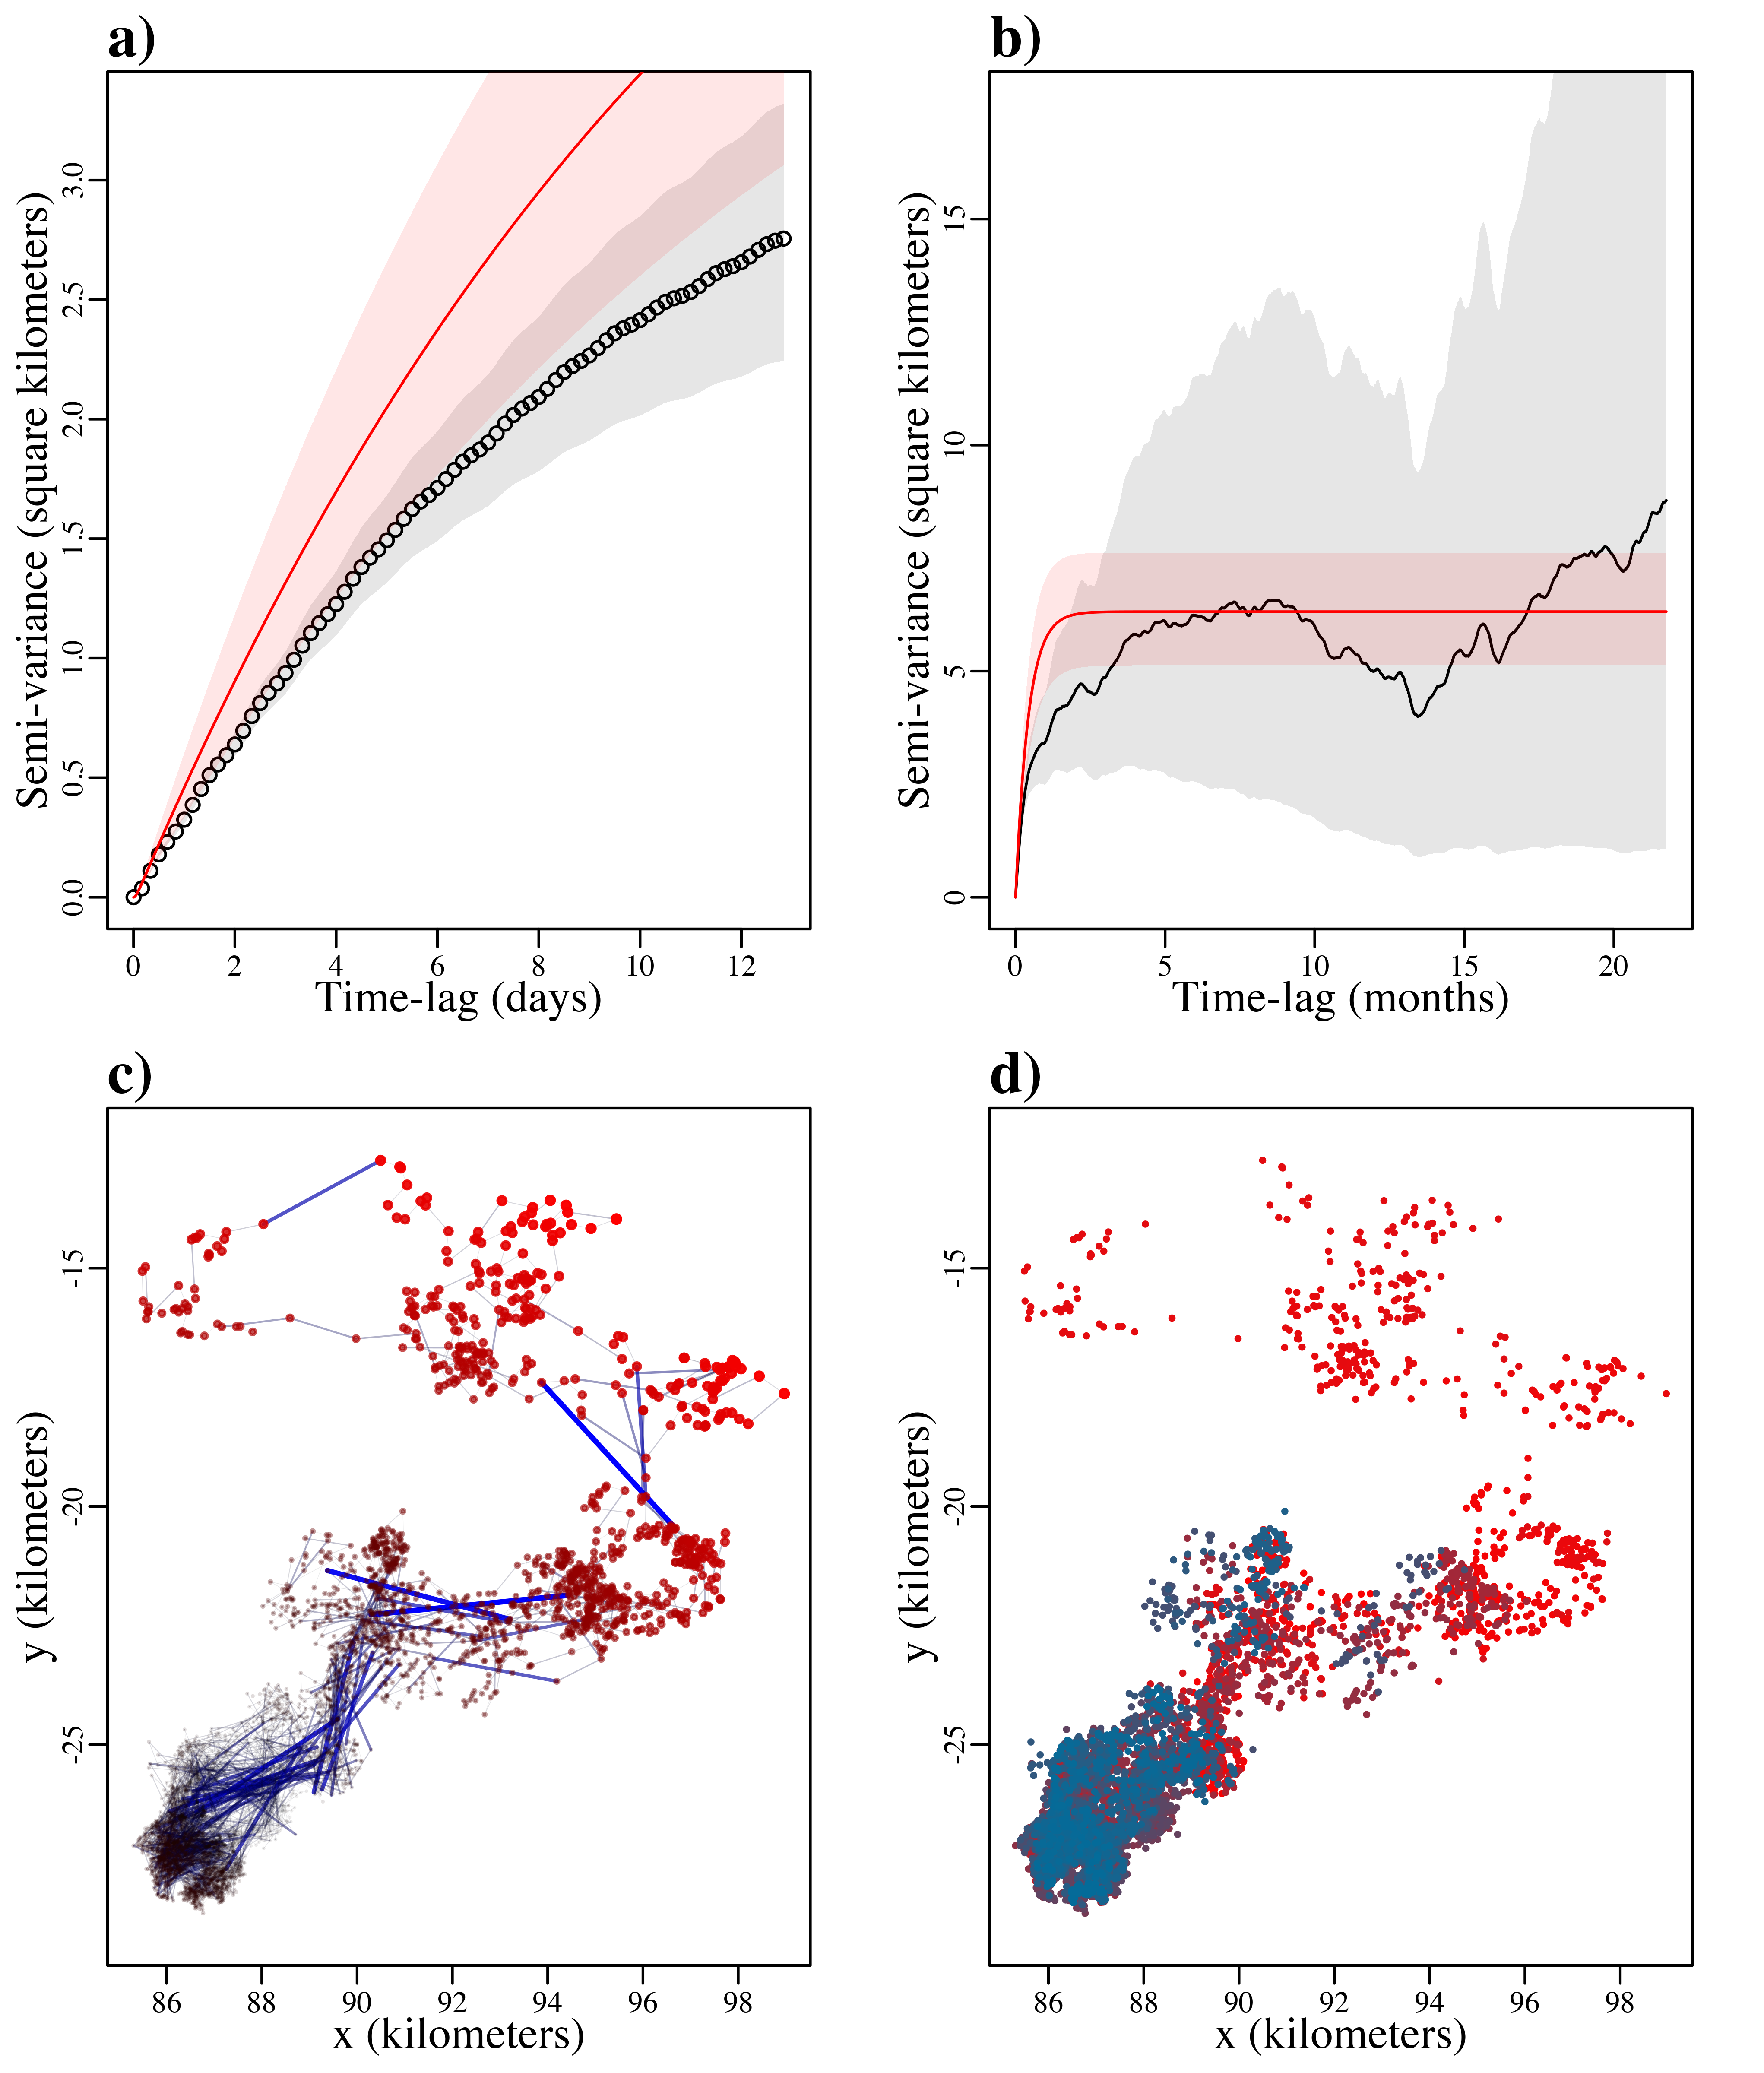 a)
Semi-variance (square kilometers)
3.0
2.5
2.0
1.5
1.0
0.5
0.0
0 2 4 6 8 10 12
Time-lag (days)
b)
Semi-variance (square kilometers)
15
10
5
0
0 5 10 15 20
Time-lag (months)
c)
y (kilometers)
-15
-20
-25
86 88 90 92 94 96 98
x (kilometers)
d)
y (kilometers)
-15
-20
-25
86 88 90 92 94 96 98
x (kilometers)